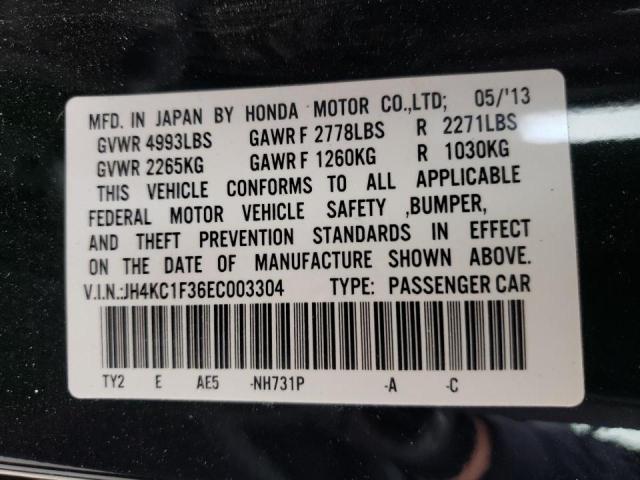 MFD. IN JAPAN BY HONDA MOTOR CO.,LTD; 05/'13
GVWR 4993LBS GAWR F 2778LBS R 2271LBS
GVWR 2265KG GAWR F 1260KG R 1030KG
THIS VEHICLE CONFORMS TO ALL APPLICABLE
FEDERAL MOTOR VEHICLE SAFETY ,BUMPER,
AND THEFT PREVENTION STANDARDS IN EFFECT
ON THE DATE OF MANUFACTURE SHOWN ABOVE.
V.I.N.:JH4KC1F36EC003304 TYPE: PASSENGER CAR
TY2 E AE5 -NH731P -A -C